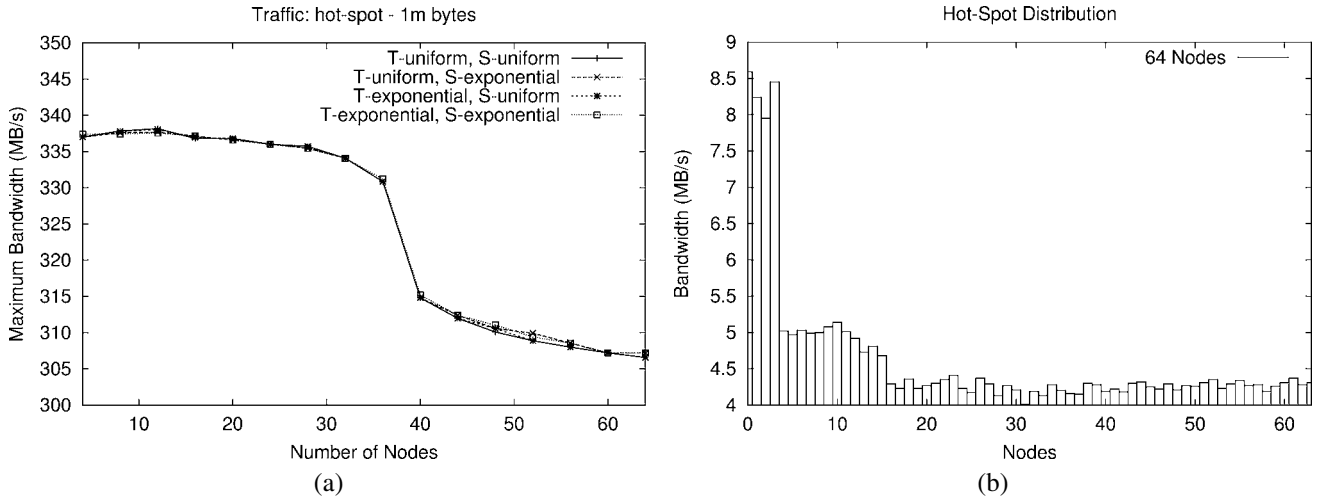 Traffic: hot-spot - 1m bytes
350
345
340
335
330
325
320
315
310
305
300
Maximum Bandwidth (MB/s)
T-uniform, S-uniform
T-uniform, S-exponential
T-exponential, S-uniform
T-exponential, S-exponential
10 20 30 40 50 60
Number of Nodes
(a)
Hot-Spot Distribution
9
8.5
8
7.5
7
6.5
6
5.5
5
4.5
4
Bandwidth (MB/s)
64 Nodes
0 10 20 30 40 50 60
Nodes
(b)